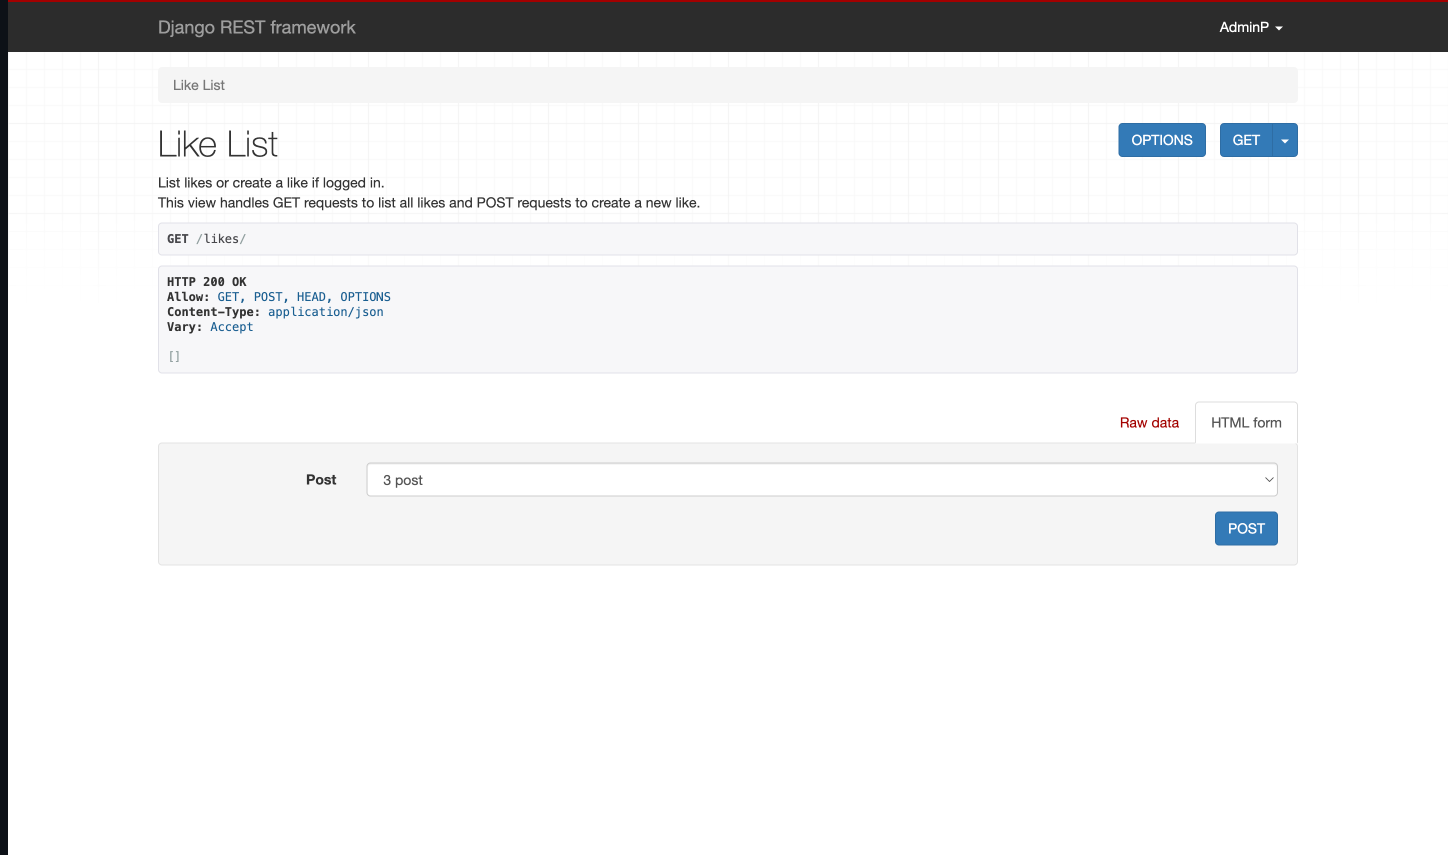 Django REST framework
AdminP
Like List
Like List
OPTIONS
GET
List likes or create a like if logged in.
This view handles GET requests to list all likes and POST requests to create a new like.
GET /likes/
HTTP 200 OK
Allow: GET, POST, HEAD, OPTIONS
Content-Type: application/json
Vary: Accept
[]
Raw data
HTML form
Post
3 post
POST